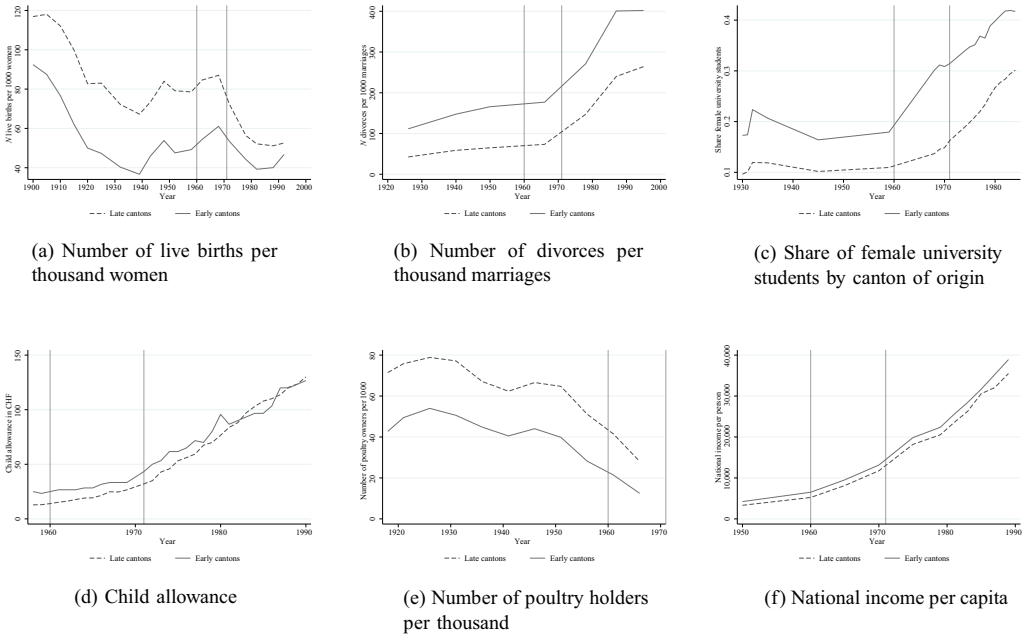 120
100
80
60
40
N live births per 1000 women
1900 1910 1920 1930 1940 1950 1960 1970 1980 1990 2000
Year
Late cantons Early cantons
(a) Number of live births per
thousand women
400
300
200
100
0
N divorces per 1000 marriages
1920 1930 1940 1950 1960 1970 1980 1990 2000
Year
Late cantons Early cantons
(b) Number of divorces per
thousand marriages
0.4
0.3
0.2
0.1
Share female university students
1930 1940 1950 1960 1970 1980
Year
Late cantons Early cantons
(c) Share of female university
students by canton of origin
150
100
50
0
Child allowance in CHF
1960 1970 1980 1990
Year
Late cantons Early cantons
(d) Child allowance
80
60
40
20
0
Number of poultry owners per 1000
1920 1930 1940 1950 1960 1970
Year
Late cantons Early cantons
(e) Number of poultry holders
per thousand
40,000
30,000
20,000
10,000
0
National income per person
1950 1960 1970 1980 1990
Year
Late cantons Early cantons
(f) National income per capita